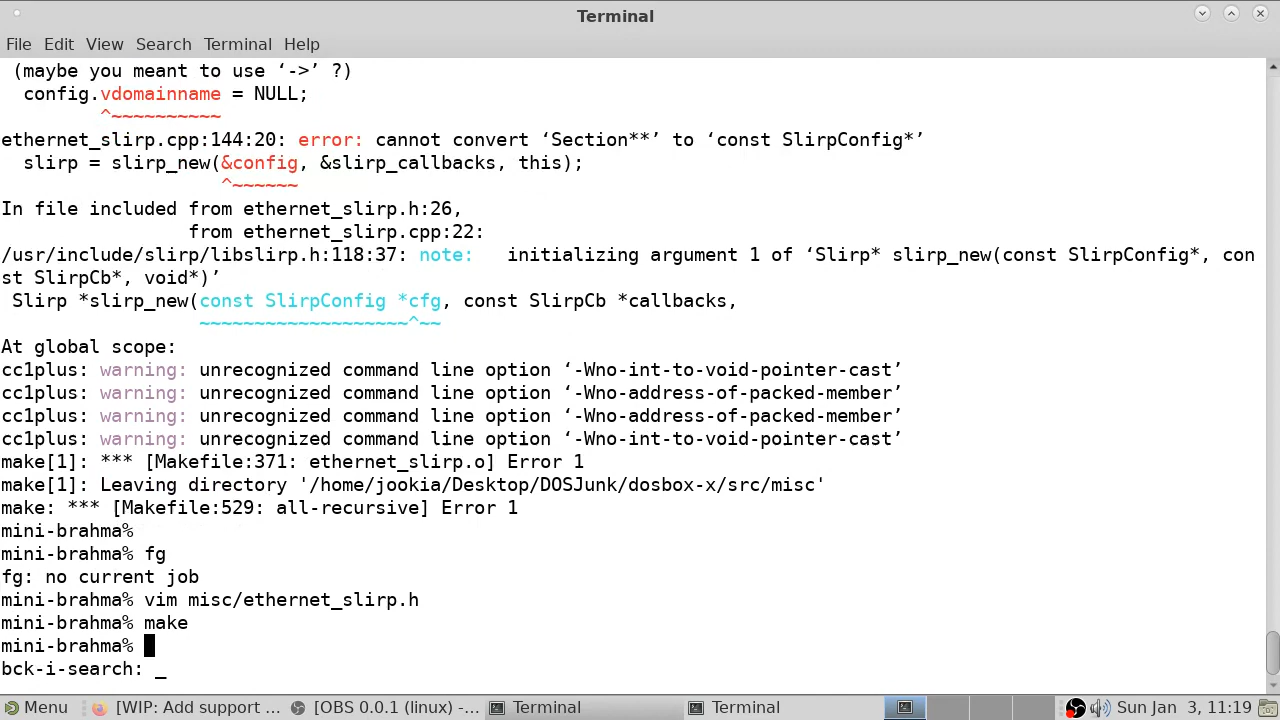 Terminal
File Edit View Search Terminal Help
(maybe you meant to use ‘->’ ?)
config.vdomainname = NULL;
^~~~~~~~~~~
ethernet_slirp.cpp:144:20: error: cannot convert ‘Section**’ to ‘const SlirpConfig*’
slirp = slirp_new(&config, &slirp_callbacks, this);
^~~~~~~
In file included from ethernet_slirp.h:26,
from ethernet_slirp.cpp:22:
/usr/include/slirp/libslirp.h:118:37: note:   initializing argument 1 of ‘Slirp* slirp_new(const SlirpConfig*, con
st SlirpCb*, void*)’
Slirp *slirp_new(const SlirpConfig *cfg, const SlirpCb *callbacks,
~~~~~~~~~~~~~~~~~~~^~~
At global scope:
cc1plus: warning: unrecognized command line option ‘-Wno-int-to-void-pointer-cast’
cc1plus: warning: unrecognized command line option ‘-Wno-address-of-packed-member’
cc1plus: warning: unrecognized command line option ‘-Wno-address-of-packed-member’
cc1plus: warning: unrecognized command line option ‘-Wno-int-to-void-pointer-cast’
make[1]: *** [Makefile:371: ethernet_slirp.o] Error 1
make[1]: Leaving directory '/home/jookia/Desktop/DOSJunk/dosbox-x/src/misc'
make: *** [Makefile:529: all-recursive] Error 1
mini-brahma%
mini-brahma% fg
fg: no current job
mini-brahma% vim misc/ethernet_slirp.h
mini-brahma% make
mini-brahma%
bck-i-search: _
Menu [WIP: Add support ... [OBS 0.0.1 (linux) -... Terminal Terminal Sun Jan 3, 11:19